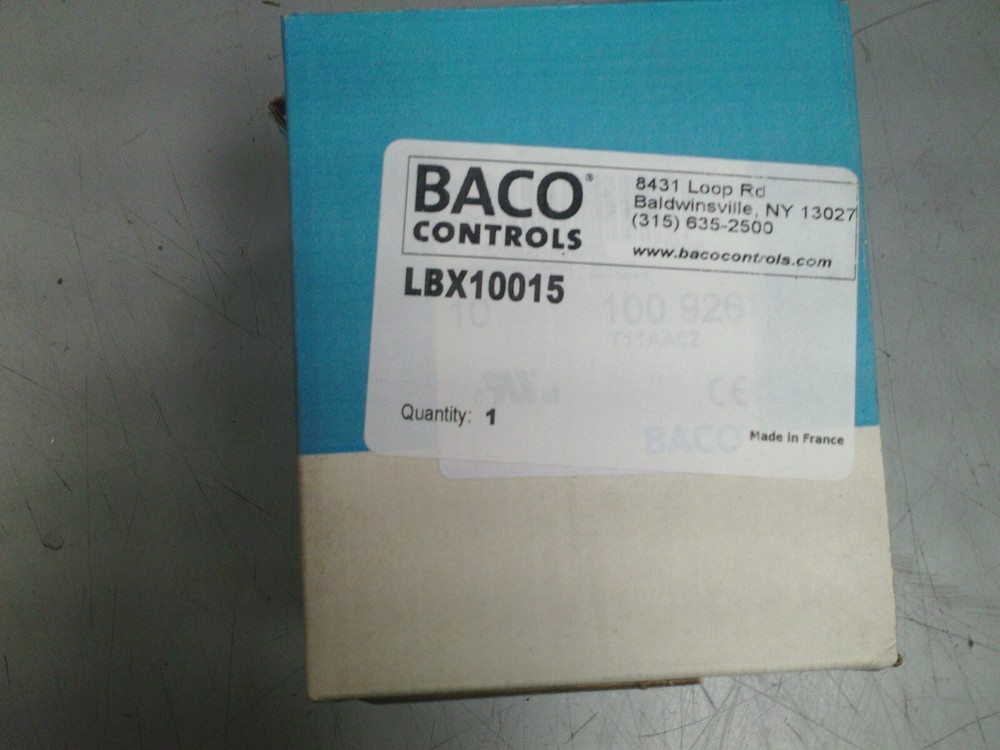 BACO®
CONTROLS
8431 Loop Rd
Baldwinsville, NY 13027
(315) 635-2500
www.bacocontrols.com
LBX10015
10
100 926
T11AA02
CE
BACO
Quantity: 1
Made in France